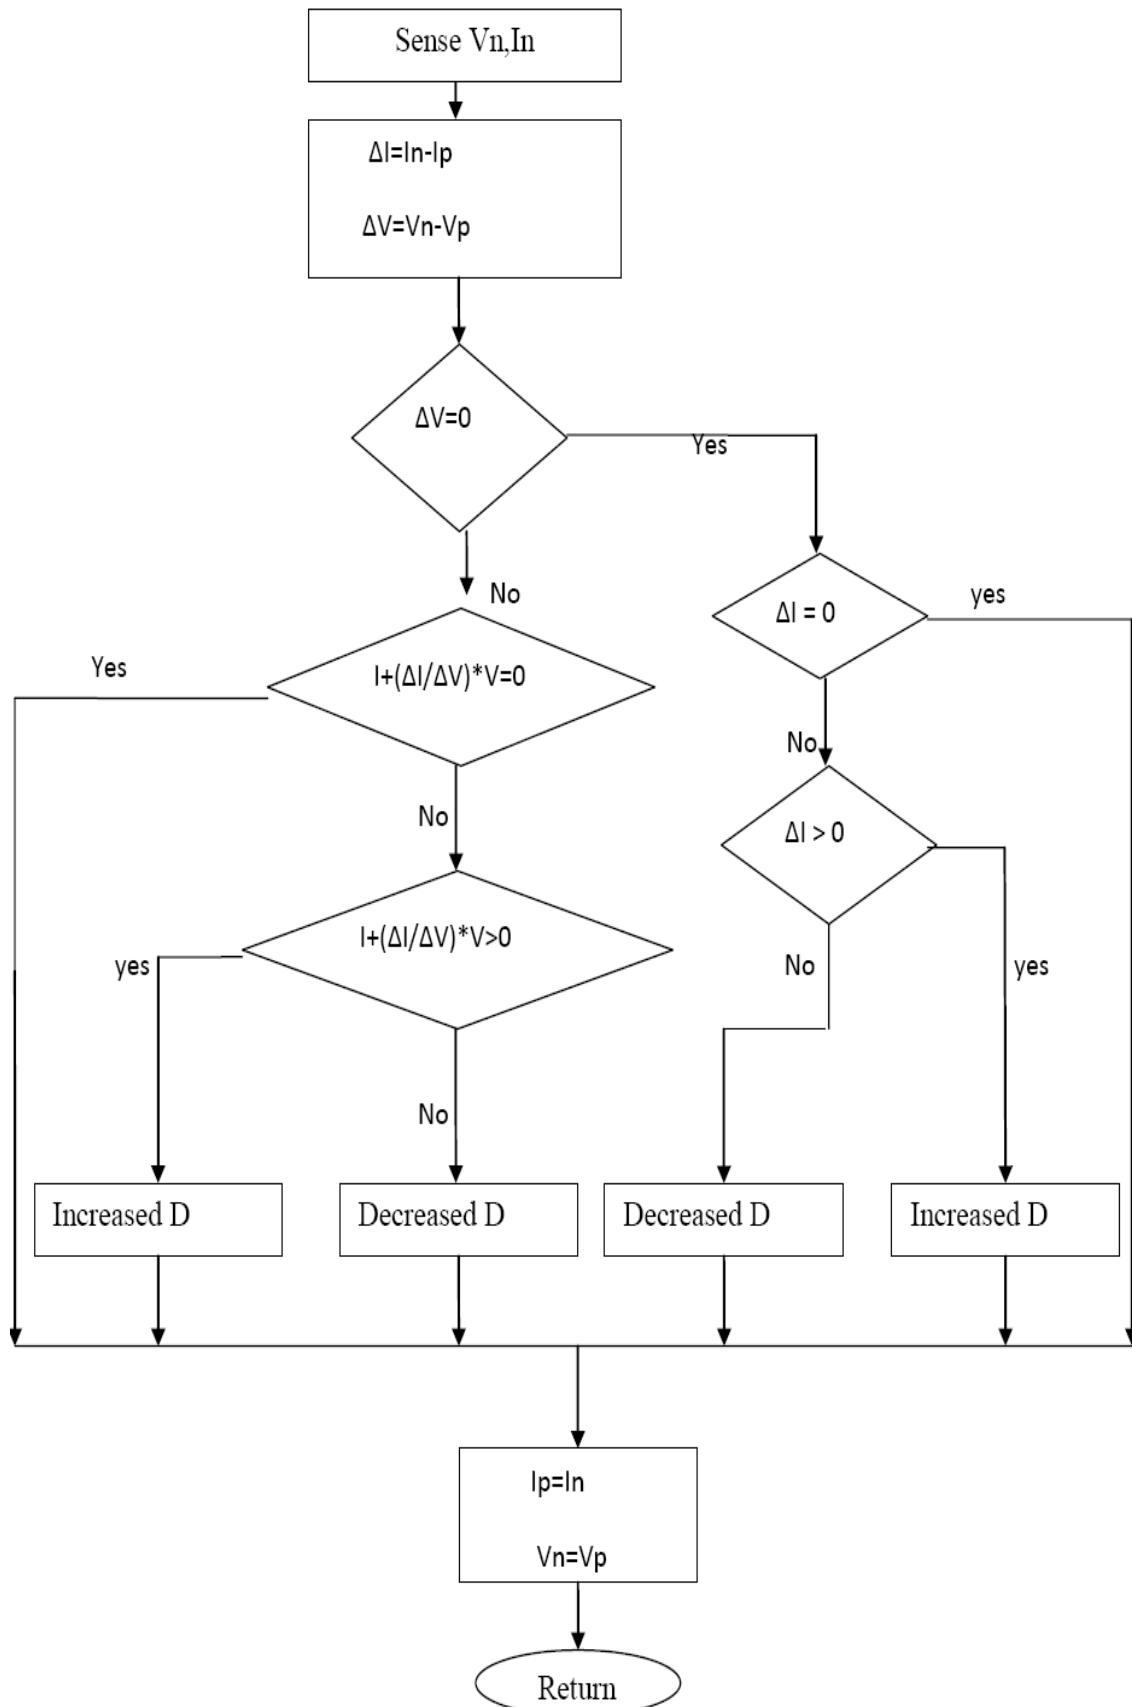 Sense Vn,In
ΔI=In-Ip
ΔV=Vn-Vp
ΔV=0
Yes
No
ΔI = 0
yes
Yes
I+(ΔI/ΔV)*V=0
No
No
ΔI > 0
I+(ΔI/ΔV)*V>0
yes
No
yes
No
Increased D
Decreased D
Decreased D
Increased D
Ip=In
Vn=Vp
Return